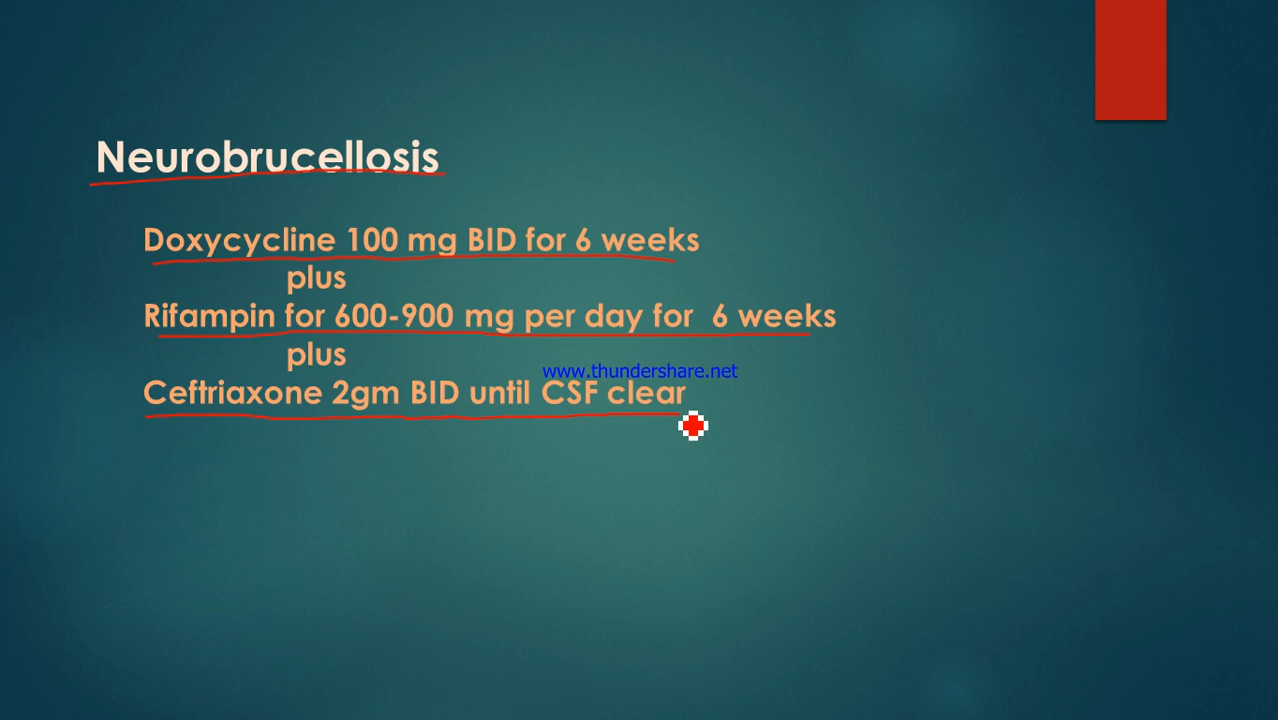 Neurobrucellosis
Doxycycline 100 mg BID for 6 weeks
plus
Rifampin for 600-900 mg per day for 6 weeks
plus
www.thundershare.net
Ceftriaxone 2gm BID until CSF clear